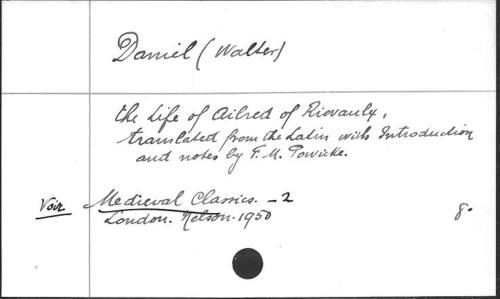 Daniel (Walter)
the Life of Ailred of Rievaulx,
translated from the Latin with Introduction
and notes by F. M. Powicke.
Voir Medieval Classics. - 2
London. Nelson. 1950 8°